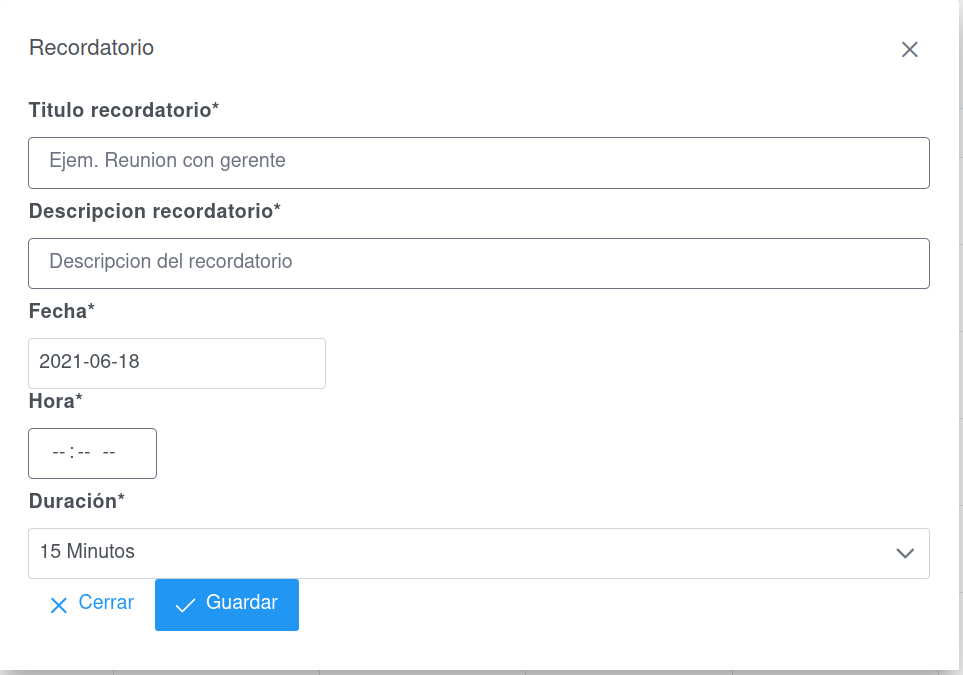 Recordatorio
Titulo recordatorio*
Ejem. Reunion con gerente
Descripcion recordatorio*
Descripcion del recordatorio
Fecha*
2021-06-18
Hora*
--:-- --
Duración*
15 Minutos
Cerrar Guardar